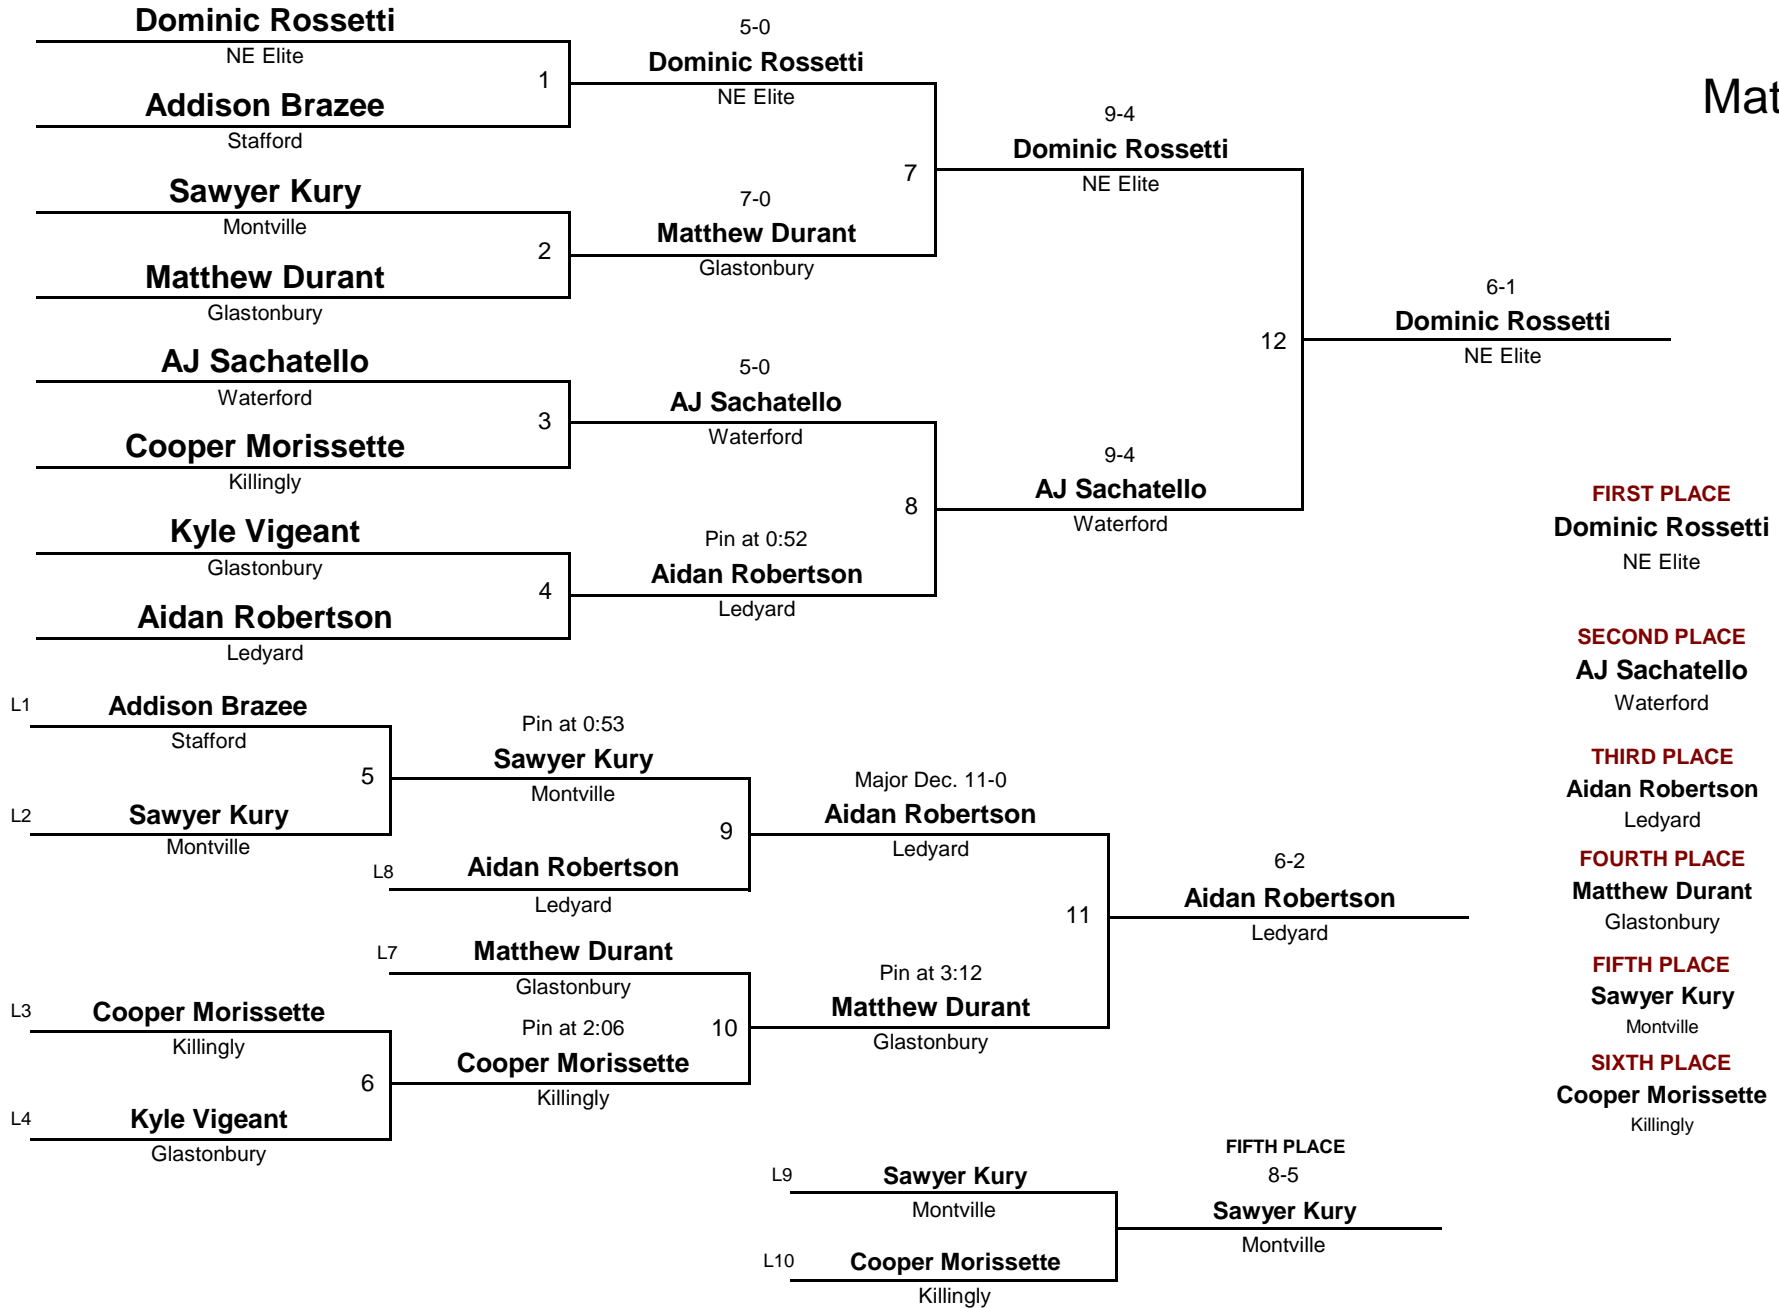 Dominic Rossetti
NE Elite
1
Addison Brazee
Stafford
Sawyer Kury
Montville
2
Matthew Durant
Glastonbury
AJ Sachatello
Waterford
3
Cooper Morissette
Killingly
Kyle Vigeant
Glastonbury
4
Aidan Robertson
Ledyard
5-0
Dominic Rossetti
NE Elite
7
7-0
Matthew Durant
Glastonbury
5-0
AJ Sachatello
Waterford
8
Pin at 0:52
Aidan Robertson
Ledyard
9-4
Dominic Rossetti
NE Elite
12
9-4
AJ Sachatello
Waterford
6-1
Dominic Rossetti
NE Elite
Mat
L1 Addison Brazee
Stafford
5
L2 Sawyer Kury
Montville
Pin at 0:53
Sawyer Kury
Montville
9
L8 Aidan Robertson
Ledyard
L7 Matthew Durant
Glastonbury
L3 Cooper Morissette
Killingly
6
L4 Kyle Vigeant
Glastonbury
Pin at 2:06
10
Cooper Morissette
Killingly
Major Dec. 11-0
Aidan Robertson
Ledyard
11
Pin at 3:12
Matthew Durant
Glastonbury
6-2
Aidan Robertson
Ledyard
L9 Sawyer Kury
Montville
L10 Cooper Morissette
Killingly
FIFTH PLACE
8-5
Sawyer Kury
Montville
FIRST PLACE
Dominic Rossetti
NE Elite
SECOND PLACE
AJ Sachatello
Waterford
THIRD PLACE
Aidan Robertson
Ledyard
FOURTH PLACE
Matthew Durant
Glastonbury
FIFTH PLACE
Sawyer Kury
Montville
SIXTH PLACE
Cooper Morissette
Killingly